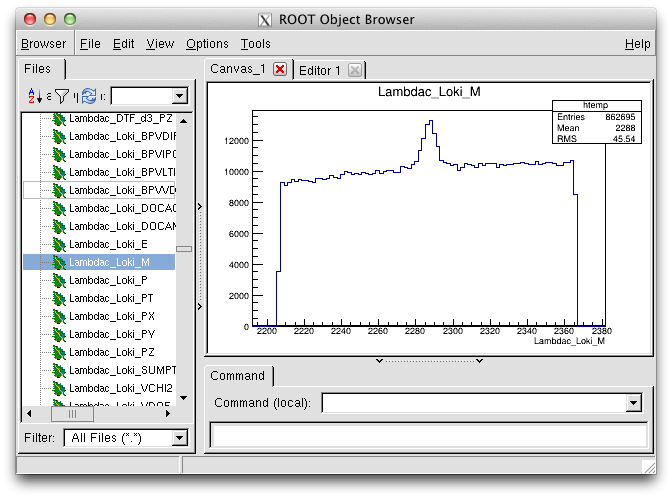 ROOT Object Browser
Browser File Edit View Options Tools Help
Files
Canvas_1 Editor 1
Lambdac_DTF_d3_PZ
Lambdac_Loki_BPVDIF
Lambdac_Loki_BPVIPC
Lambdac_Loki_BPVLTI
Lambdac_Loki_BPVVD
Lambdac_Loki_DOCAC
Lambdac_Loki_DOCAM
Lambdac_Loki_E
Lambdac_Loki_M
Lambdac_Loki_P
Lambdac_Loki_PT
Lambdac_Loki_PX
Lambdac_Loki_PY
Lambdac_Loki_PZ
Lambdac_Loki_SUMPT
Lambdac_Loki_VCHI2
Filter: All Files (*.*)
Lambdac_Loki_M
htemp
Entries 862695
Mean 2288
RMS 45.54
12000
10000
8000
6000
4000
2000
0
2200 2220 2240 2260 2280 2300 2320 2340 2360 2380
Lambdac_Loki_M
Command
Command (local):